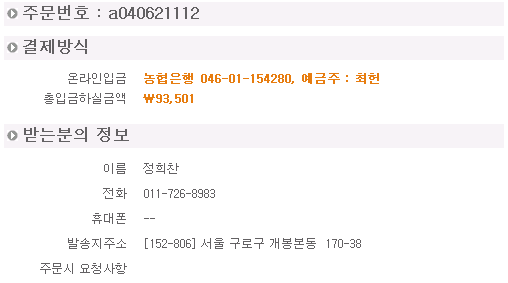 주문번호 : a040621112
결제방식
온라인입금 농협은행 046-01-154280, 예금주 : 최헌
총입금하실금액 ₩93,501
받는분의 정보
이름 정희찬
전화 011-726-8983
휴대폰 --
발송지주소 [152-806] 서울 구로구 개봉본동 170-38
주문시 요청사항